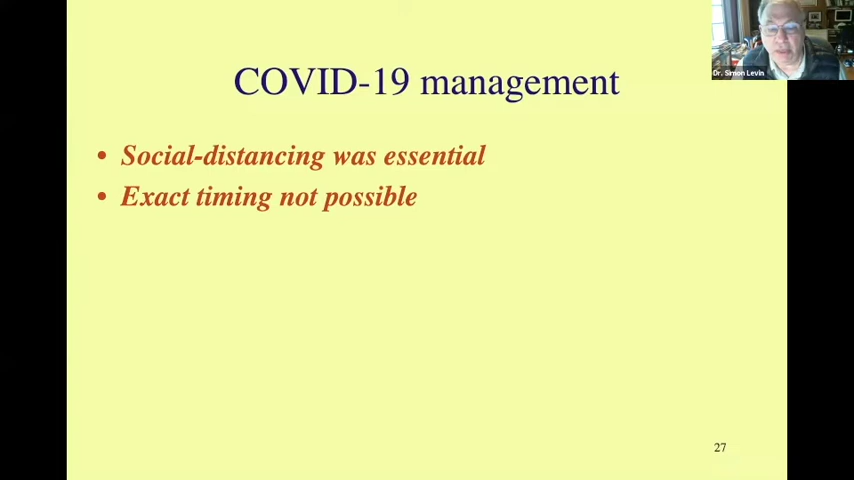 Dr. Simon Levin
COVID-19 management
• Social-distancing was essential
• Exact timing not possible
27